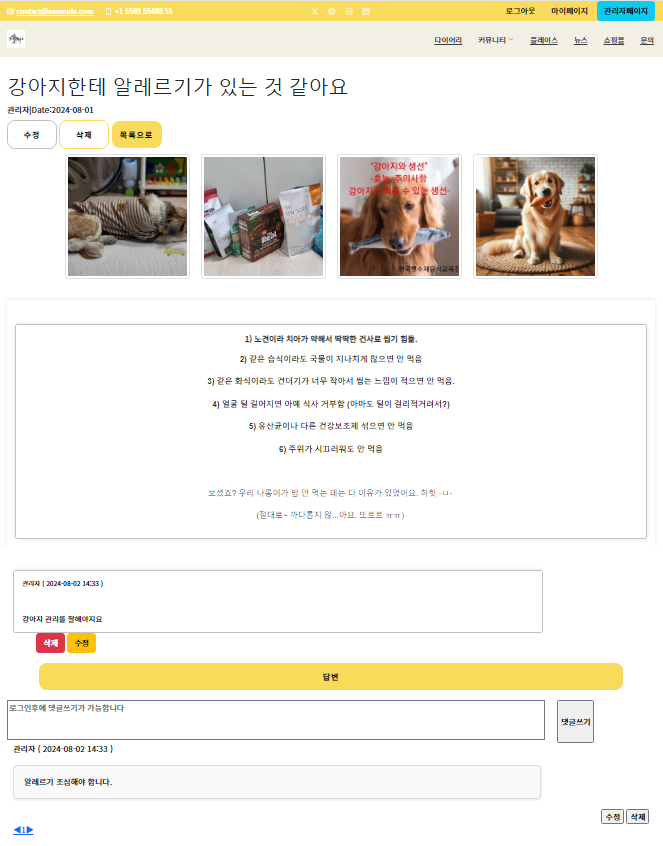 contact@example.com +1 5589 55488 55 로그아웃 마이페이지 관리자페이지
다이어리 커뮤니티 플레이스 뉴스 쇼핑몰 문의
강아지한테 알레르기가 있는 것 같아요
관리자|Date:2024-08-01
수정 삭제 목록으로
"강아지와 생선"
-효능, 주의사항
강아지가 먹을 수 있는 생선-
1) 노견이라 치아가 약해서 딱딱한 건사료 씹기 힘듦.
2) 같은 습식이라도 국물이 지나치게 많으면 안 먹음
3) 같은 화식이라도 건더기가 너무 작아서 씹는 느낌이 적으면 안 먹음.
4) 얼굴 털 길어지면 아예 식사 거부함 (아마도 털이 걸리적거려서?)
5) 유산균이나 다른 건강보조제 섞으면 안 먹음
6) 주위가 시끄러워도 안 먹음
보셨죠? 우리 나롱이가 밥 안 먹는 데는 다 이유가 있었어요. 하핫 -ㅂ-
(절대로~ 까다롭지 않...아요. 또르르 ㅠㅠ)
관리자 ( 2024-08-02 14:33 )
강아지 관리를 잘해야지요
삭제 수정
답변
로그인후에 댓글쓰기가 가능합니다
댓글쓰기
관리자 ( 2024-08-02 14:33 )
알레르기 조심해야 합니다.
수정 삭제
◀1▶